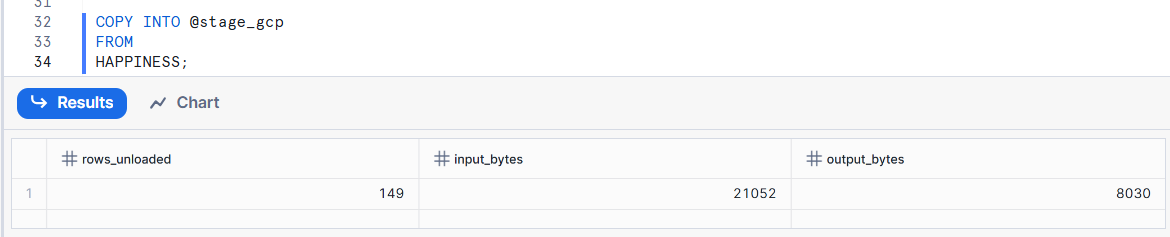 31
32 COPY INTO @stage_gcp
33 FROM
34 HAPPINESS;
Results Chart
rows_unloaded input_bytes output_bytes
1 149 21052 8030